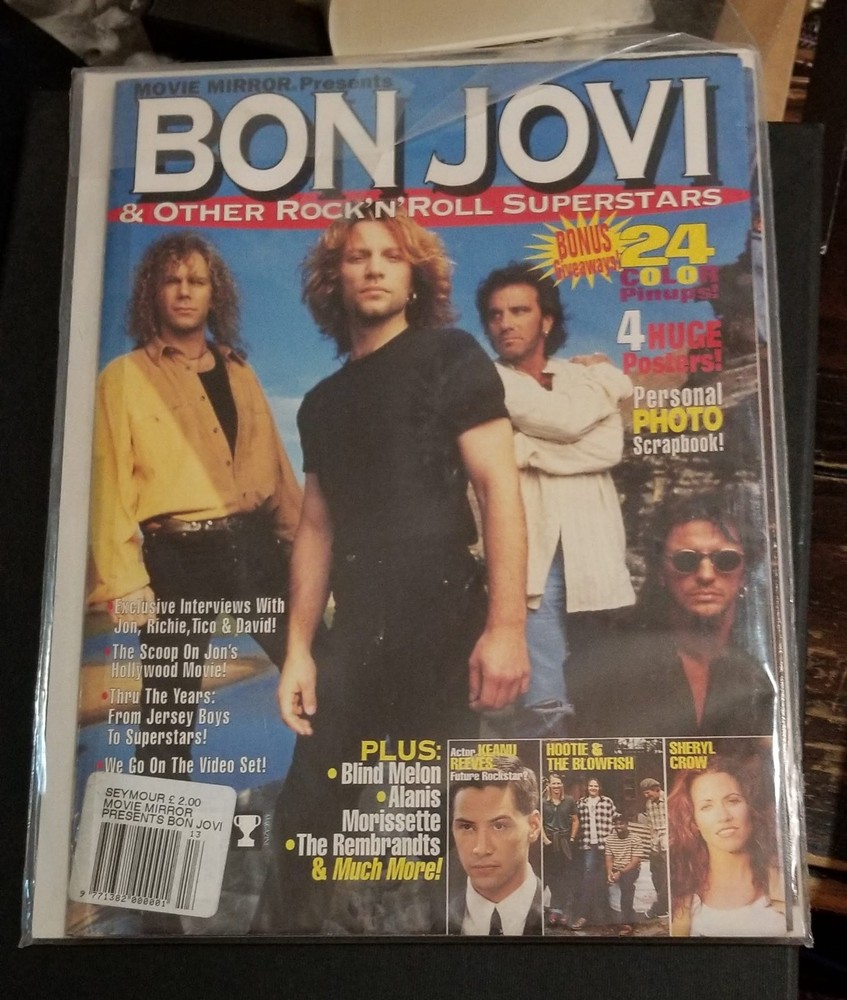 MOVIE MIRROR Presents
BON JOVI
& OTHER ROCK'N'ROLL SUPERSTARS
BONUS
Giveaways!
24
COLOR
Pinups!
4 HUGE
Posters!
Personal
PHOTO
Scrapbook!
•Exclusive Interviews With
Jon, Richie, Tico & David!
•The Scoop On Jon's
Hollywood Movie!
•Thru The Years:
From Jersey Boys
To Superstars!
•We Go On The Video Set!
PLUS:
•Blind Melon
•Alanis
Morissette
•The Rembrandts
& Much More!
Actor KEANU
REEVES
Future Rockstar?
HOOTIE &
THE BLOWFISH
SHERYL
CROW
SEYMOUR £ 2.00
MOVIE MIRROR
PRESENTS BON JOVI
13
9 771382 000001